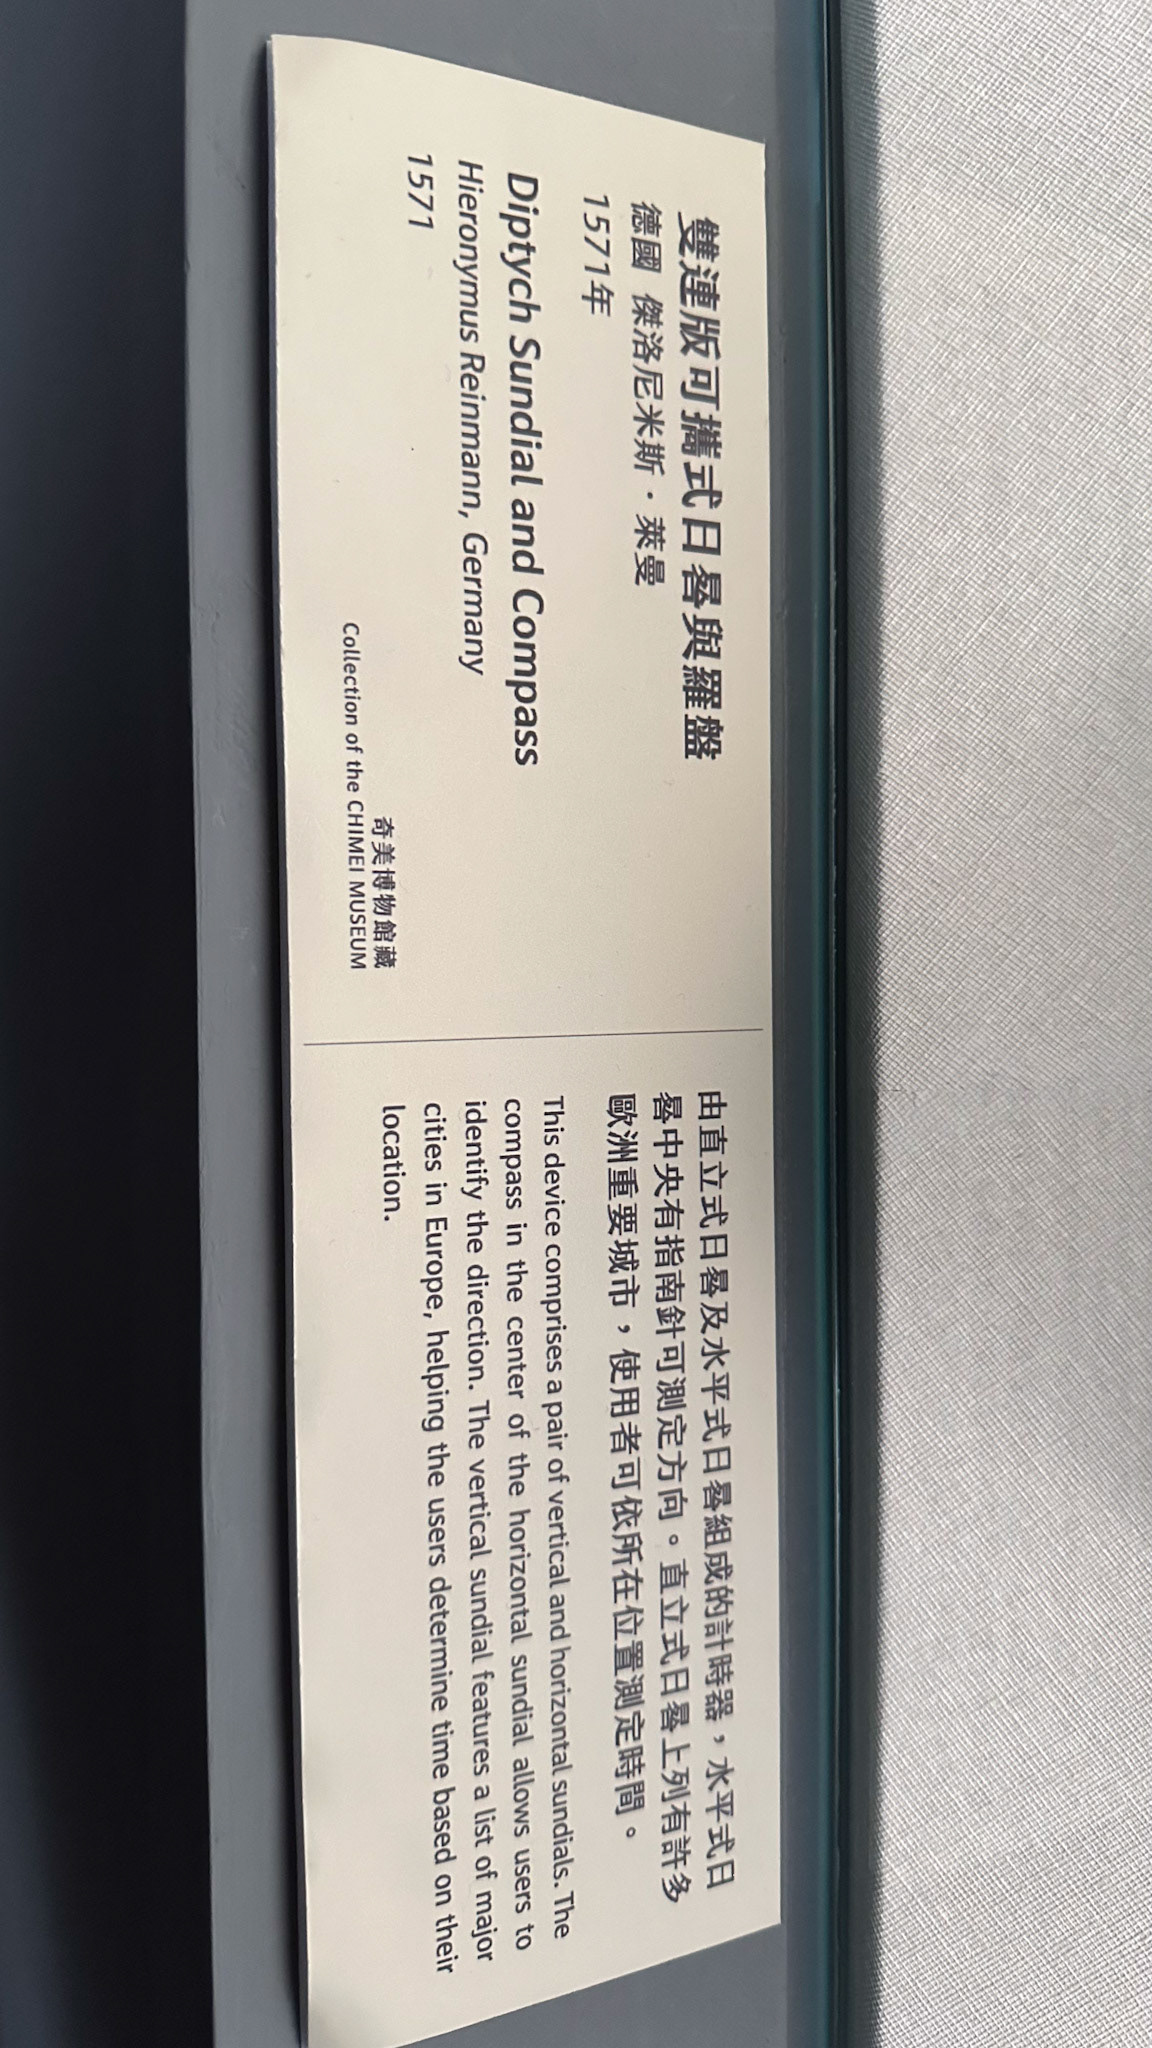 雙連版可攜式日晷與羅盤
德國 傑洛尼米斯·萊曼
1571年
Diptych Sundial and Compass
Hieronymus Reinmann, Germany
1571
奇美博物館藏
Collection of the CHIMEI MUSEUM
由直立式日晷及水平式日晷組成的計時器，水平式日
晷中央有指南針可測定方向。直立式日晷上列有許多
歐洲重要城市，使用者可依所在位置測定時間。
This device comprises a pair of vertical and horizontal sundials. The
compass in the center of the horizontal sundial allows users to
identify the direction. The vertical sundial features a list of major
cities in Europe, helping the users determine time based on their
location.